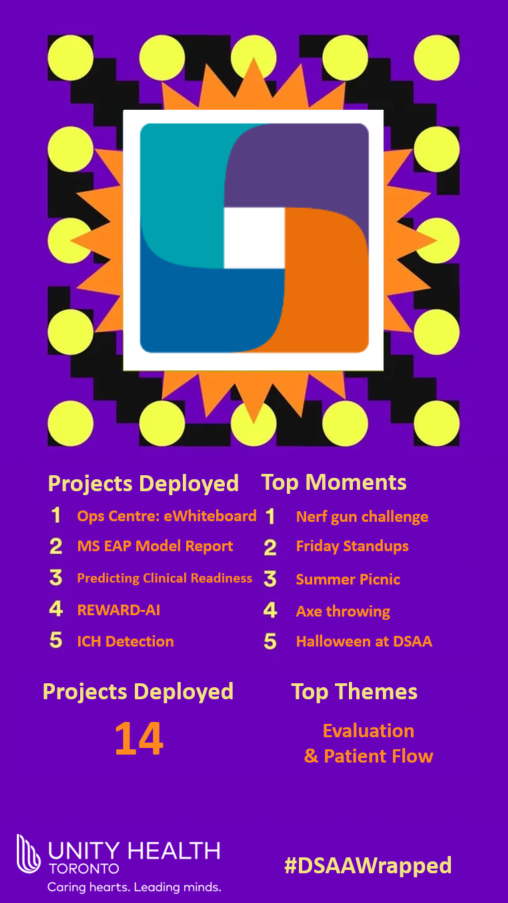 Projects Deployed
1 Ops Centre: eWhiteboard
2 MS EAP Model Report
3 Predicting Clinical Readiness
4 REWARD-AI
5 ICH Detection
Top Moments
1 Nerf gun challenge
2 Friday Standups
3 Summer Picnic
4 Axe throwing
5 Halloween at DSAA
Projects Deployed
14
Top Themes
Evaluation
& Patient Flow
UNITY HEALTH
TORONTO
Caring hearts. Leading minds.
#DSAAWrapped